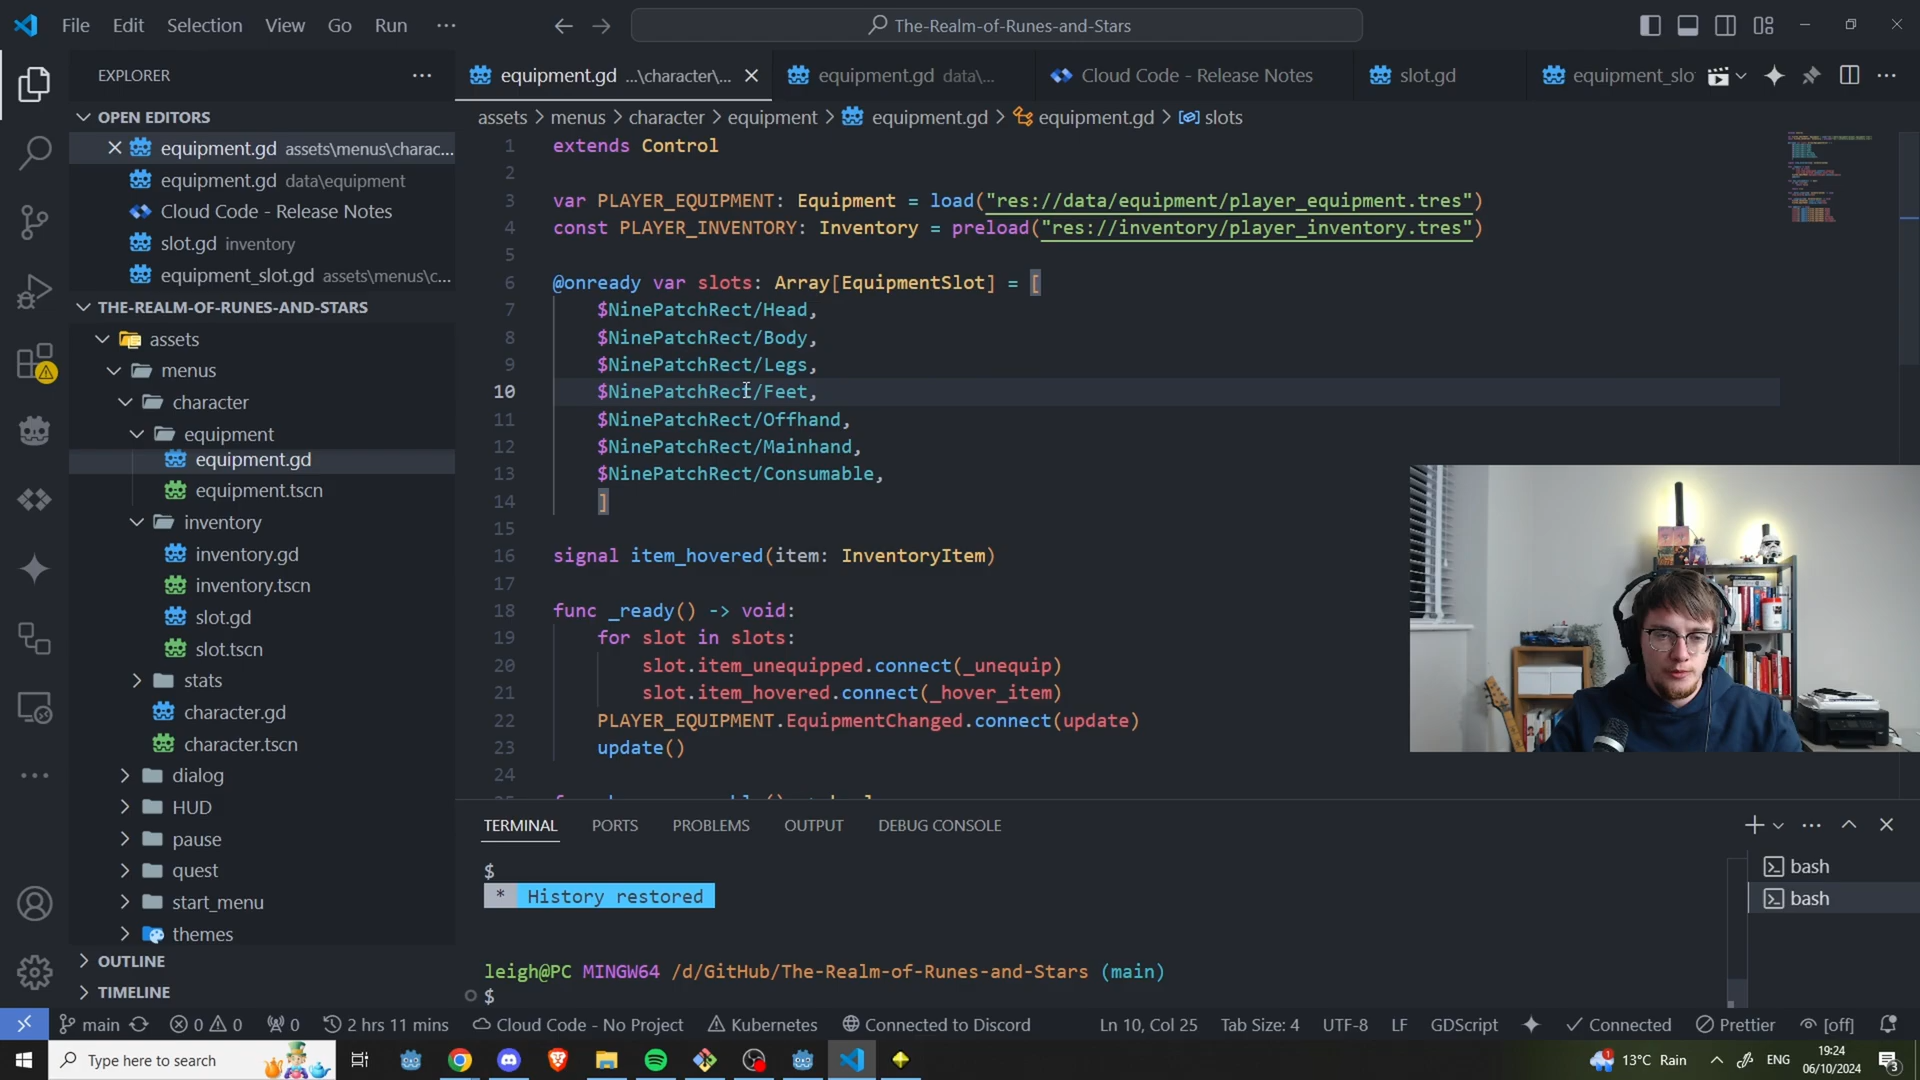 File Edit Selection View Go Run ···
The-Realm-of-Runes-and-Stars
EXPLORER ···
equipment.gd ...\character\...
equipment.gd data\...
Cloud Code - Release Notes
slot.gd
equipment_slo
OPEN EDITORS
equipment.gd assets\menus\charac...
equipment.gd data\equipment
Cloud Code - Release Notes
slot.gd inventory
equipment_slot.gd assets\menus\c...
THE-REALM-OF-RUNES-AND-STARS
assets
menus
character
equipment
equipment.gd
equipment.tscn
inventory
inventory.gd
inventory.tscn
slot.gd
slot.tscn
stats
character.gd
character.tscn
dialog
HUD
pause
quest
start_menu
themes
OUTLINE
TIMELINE
assets > menus > character > equipment > equipment.gd > equipment.gd > slots
1 extends Control
2
3 var PLAYER_EQUIPMENT: Equipment = load("res://data/equipment/player_equipment.tres")
4 const PLAYER_INVENTORY: Inventory = preload("res://inventory/player_inventory.tres")
5
6 @onready var slots: Array[EquipmentSlot] = [
7 $NinePatchRect/Head,
8 $NinePatchRect/Body,
9 $NinePatchRect/Legs,
10 $NinePatchRect/Feet,
11 $NinePatchRect/Offhand,
12 $NinePatchRect/Mainhand,
13 $NinePatchRect/Consumable,
14 ]
15
16 signal item_hovered(item: InventoryItem)
17
18 func _ready() -> void:
19 for slot in slots:
20 slot.item_unequipped.connect(_unequip)
21 slot.item_hovered.connect(_hover_item)
22 PLAYER_EQUIPMENT.EquipmentChanged.connect(update)
23 update()
24
TERMINAL PORTS PROBLEMS OUTPUT DEBUG CONSOLE
$
* History restored
leigh@PC MINGW64 /d/GitHub/The-Realm-of-Runes-and-Stars (main)
$
bash
bash
main 0 0 0 2 hrs 11 mins Cloud Code - No Project Kubernetes Connected to Discord Ln 10, Col 25 Tab Size: 4 UTF-8 LF GDScript Connected Prettier [off]
Type here to search
1 13°C Rain ENG
19:24
06/10/2024
3